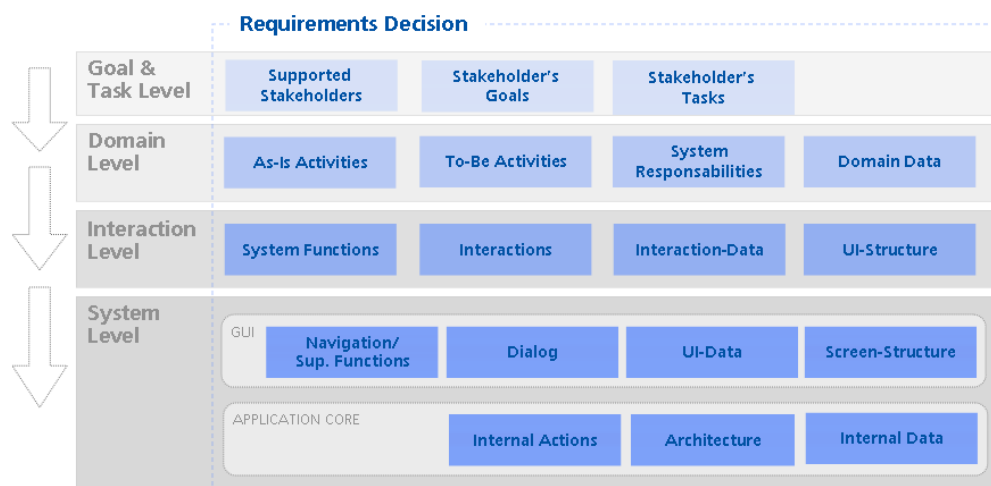 Requirements Decision
Goal &
Task Level
Supported
Stakeholders
Stakeholder's
Goals
Stakeholder's
Tasks
Domain
Level
As-Is Activities
To-Be Activities
System
Responsabilities
Domain Data
Interaction
Level
System Functions
Interactions
Interaction-Data
UI-Structure
System
Level
GUI
Navigation/
Sup. Functions
Dialog
UI-Data
Screen-Structure
APPLICATION CORE
Internal Actions
Architecture
Internal Data